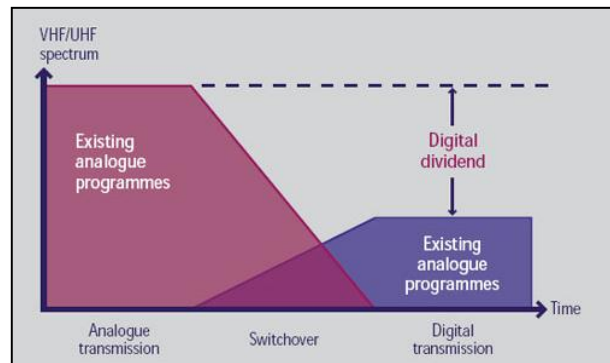 VHF/UHF
spectrum
Existing
analogue
programmes
Digital
dividend
Existing
analogue
programmes
Time
Analogue
transmission
Switchover
Digital
transmission